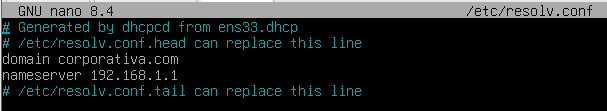 GNU nano 8.4 /etc/resolv.conf
# Generated by dhcpcd from ens33.dhcp
# /etc/resolv.conf.head can replace this line
domain corporativa.com
nameserver 192.168.1.1
# /etc/resolv.conf.tail can replace this line